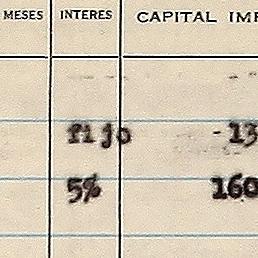 MESES INTERES CAPITAL IMP
fijo -13
5% 160